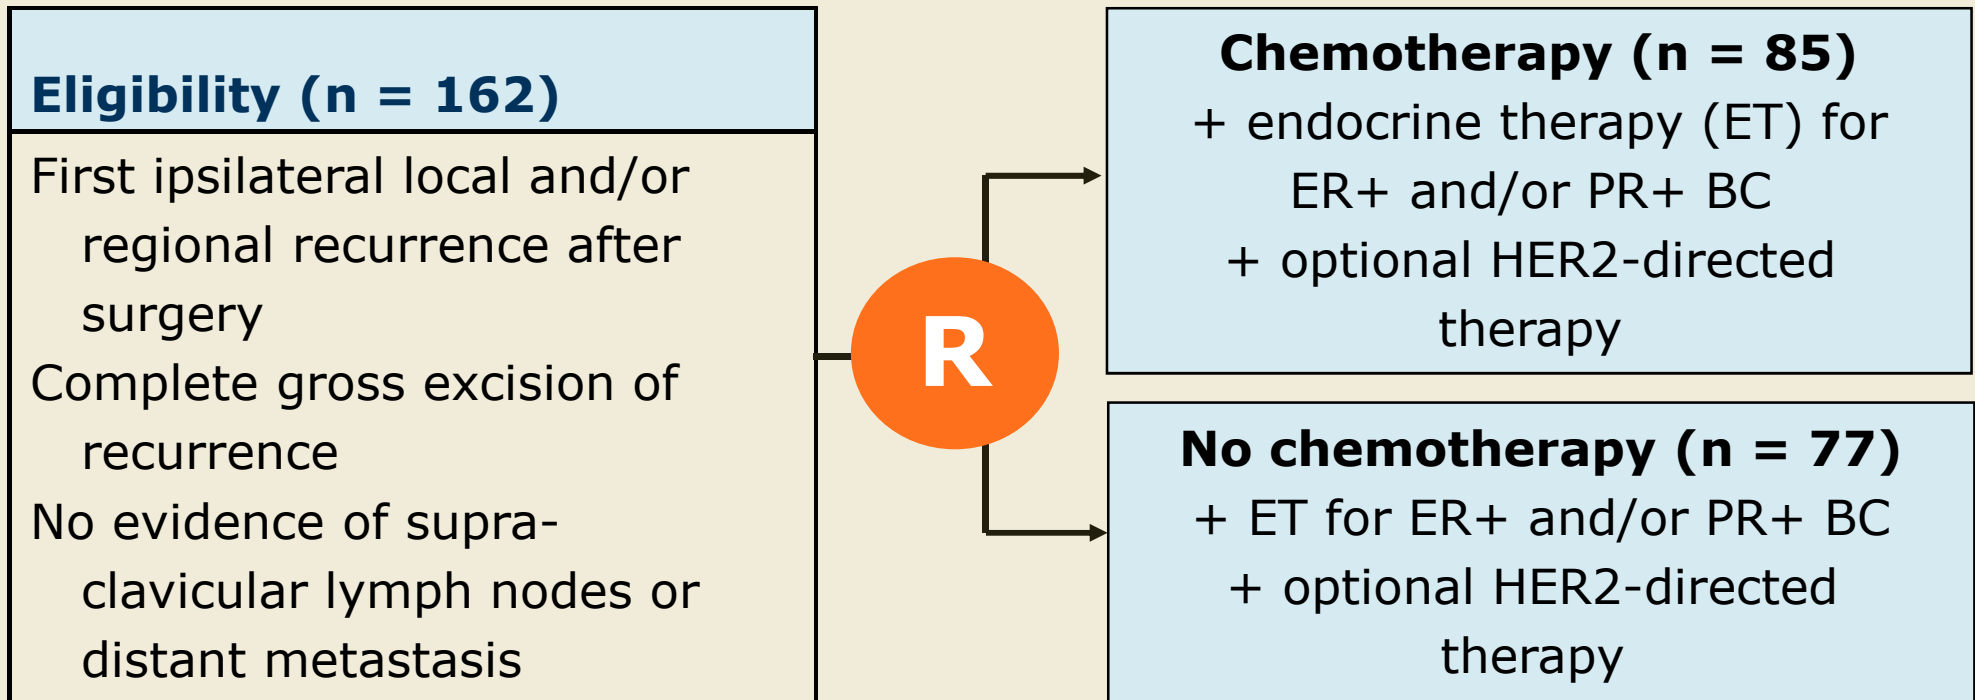 Eligibility (n = 162)
First ipsilateral local and/or
regional recurrence after
surgery
Complete gross excision of
recurrence
No evidence of supra-
clavicular lymph nodes or
distant metastasis
R
Chemotherapy (n = 85)
+ endocrine therapy (ET) for
ER+ and/or PR+ BC
+ optional HER2-directed
therapy
No chemotherapy (n = 77)
+ ET for ER+ and/or PR+ BC
+ optional HER2-directed
therapy